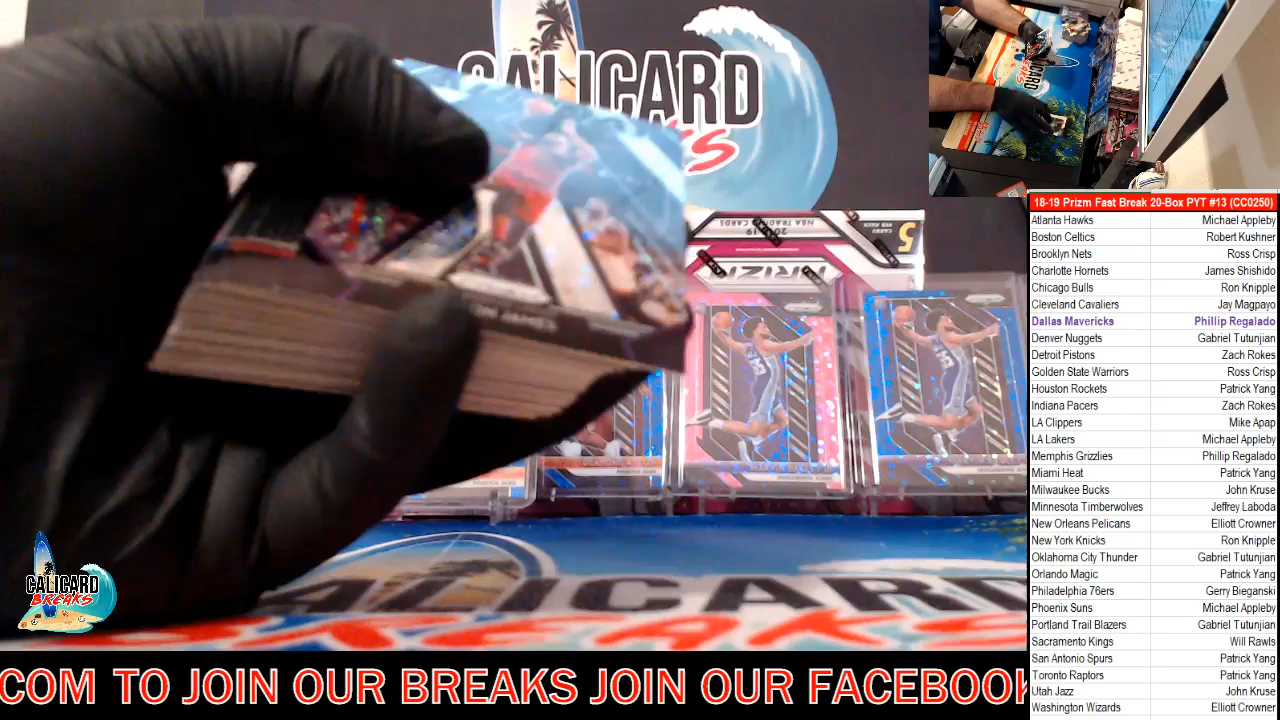 CALICARD
5
CARDS PER PACK
PRIZM
ON JAMES
CALICARD
BREAKS
ALICARD
BREAKS
COM TO JOIN OUR BREAKS JOIN OUR FACEBOOK
18-19 Prizm Fast Break 20-Box PYT #13 (CC0250)
Atlanta Hawks Michael Appleby
Boston Celtics Robert Kushner
Brooklyn Nets Ross Crisp
Charlotte Hornets James Shishido
Chicago Bulls Ron Knipple
Cleveland Cavaliers Jay Magpayo
Dallas Mavericks Phillip Regalado
Denver Nuggets Gabriel Tutunjian
Detroit Pistons Zach Rokes
Golden State Warriors Ross Crisp
Houston Rockets Patrick Yang
Indiana Pacers Zach Rokes
LA Clippers Mike Apap
LA Lakers Michael Appleby
Memphis Grizzlies Phillip Regalado
Miami Heat Patrick Yang
Milwaukee Bucks John Kruse
Minnesota Timberwolves Jeffrey Laboda
New Orleans Pelicans Elliott Crowner
New York Knicks Ron Knipple
Oklahoma City Thunder Gabriel Tutunjian
Orlando Magic Patrick Yang
Philadelphia 76ers Gerry Bieganski
Phoenix Suns Michael Appleby
Portland Trail Blazers Gabriel Tutunjian
Sacramento Kings Will Rawls
San Antonio Spurs Patrick Yang
Toronto Raptors Patrick Yang
Utah Jazz John Kruse
Washington Wizards Elliott Crowner